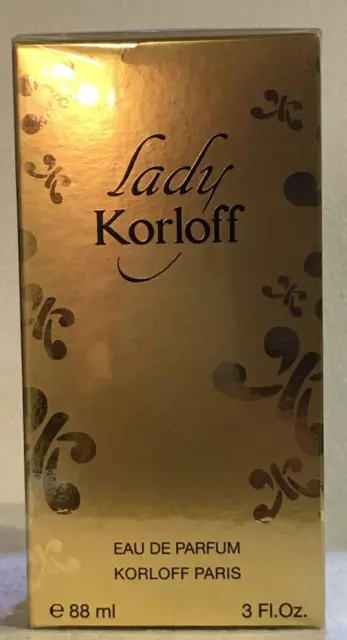 lady
Korloff
EAU DE PARFUM
KORLOFF PARIS
℮ 88 ml 3 Fl.Oz.